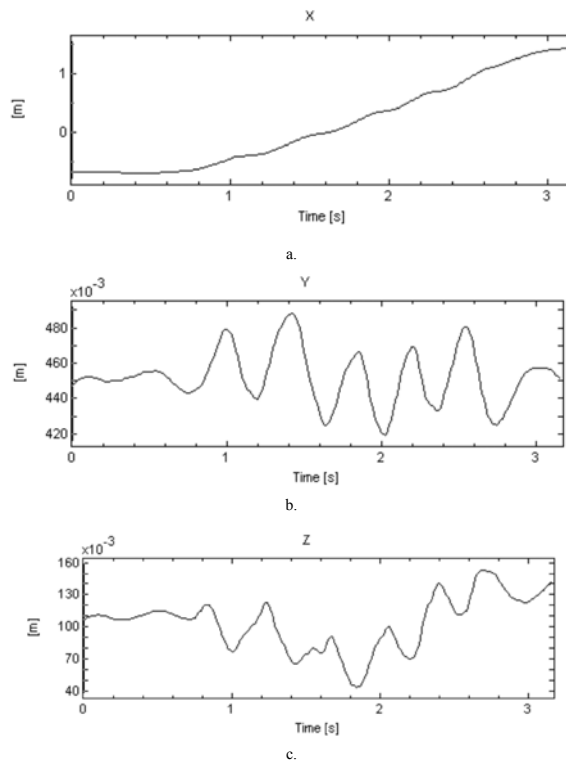 X
1
[m]
0
0 1 2 3
Time [s]
a.
x10⁻³
Y
480
460
[m]
440
420
0 1 2 3
Time [s]
b.
x10⁻³
Z
160
130
[m]
100
70
40
0 1 2 3
Time [s]
c.